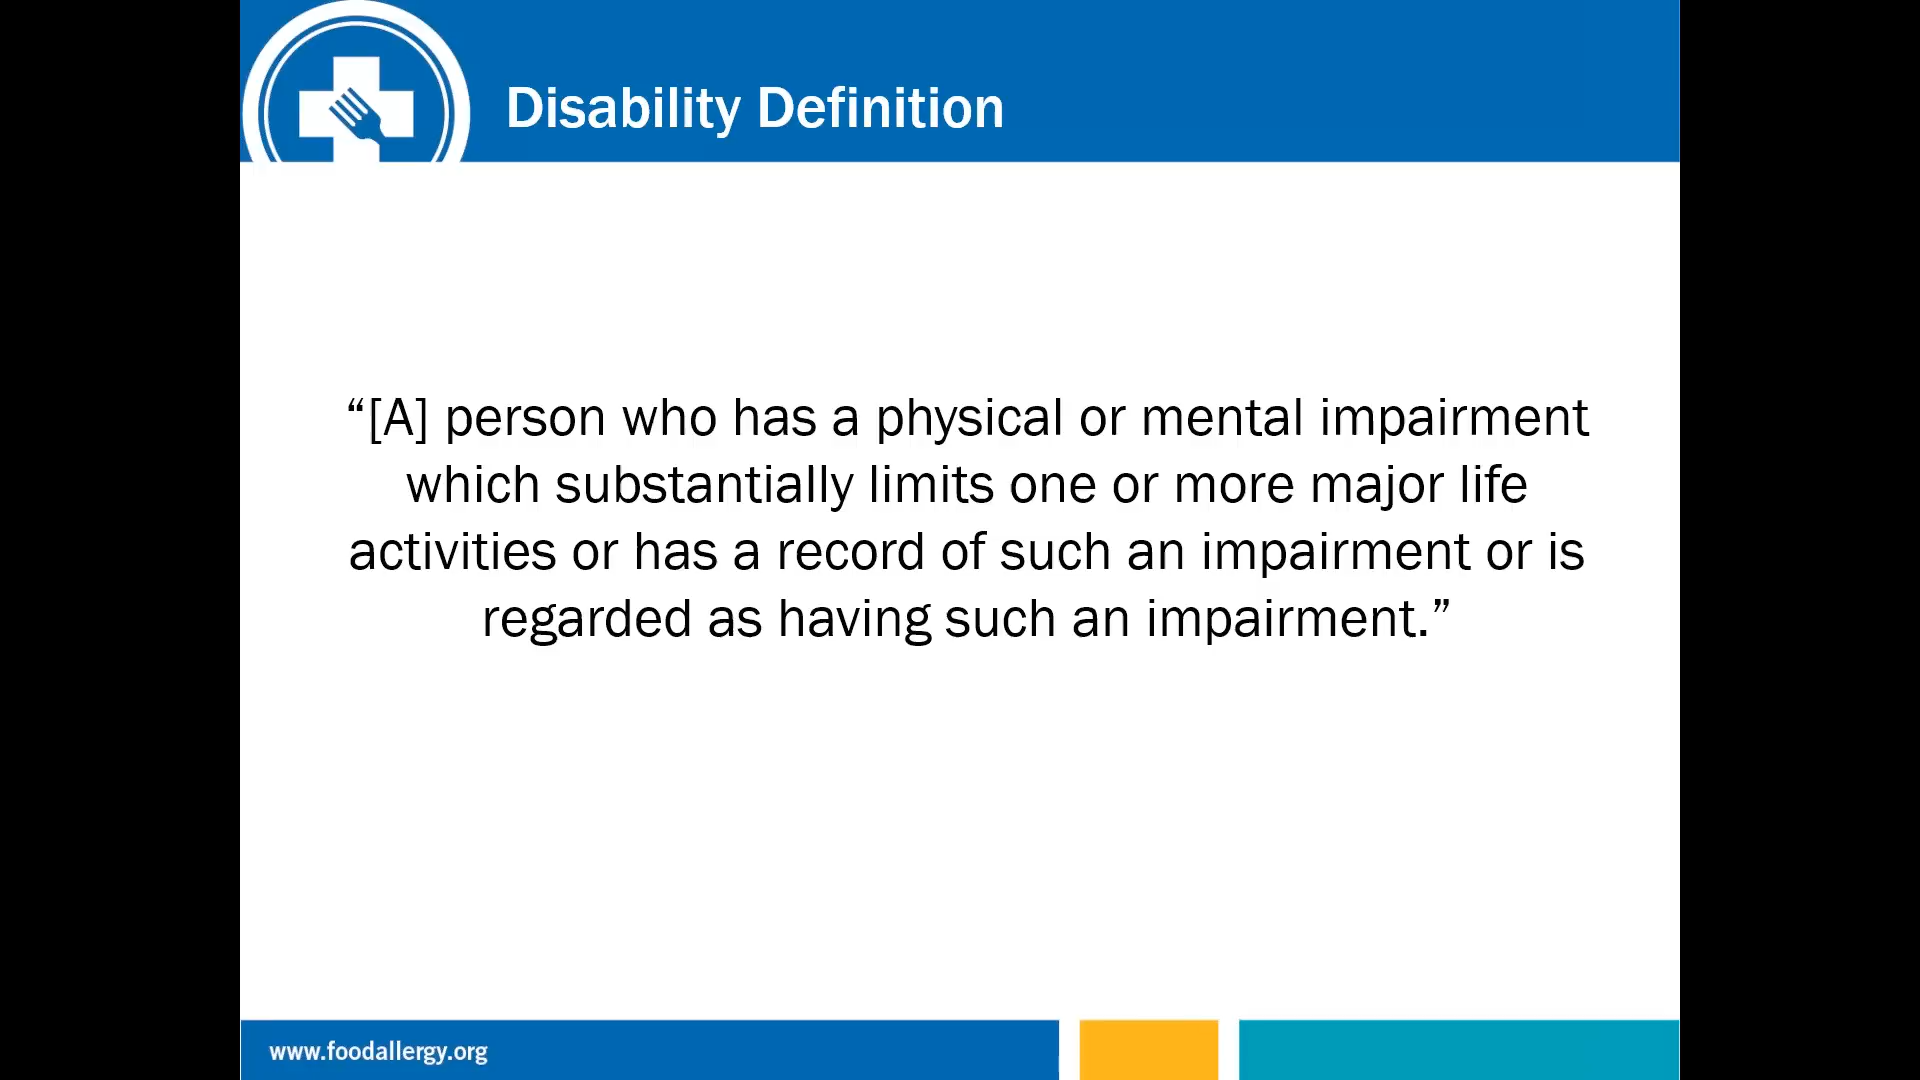 Disability Definition
“[A] person who has a physical or mental impairment
which substantially limits one or more major life
activities or has a record of such an impairment or is
regarded as having such an impairment.”
www.foodallergy.org